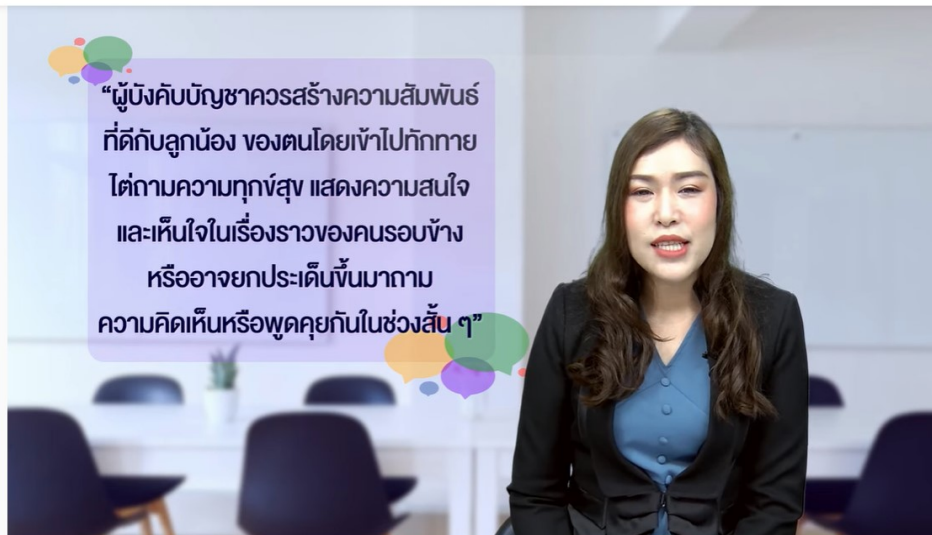 “ผู้บังคับบัญชาควรสร้างความสัมพันธ์
ที่ดีกับลูกน้อง ของตนโดยเข้าไปทักทาย
ไต่ถามความทุกข์สุข แสดงความสนใจ
และเห็นใจในเรื่องราวของคนรอบข้าง
หรืออาจยกประเด็นขึ้นมาถาม
ความคิดเห็นหรือพูดคุยกันในช่วงสั้น ๆ”